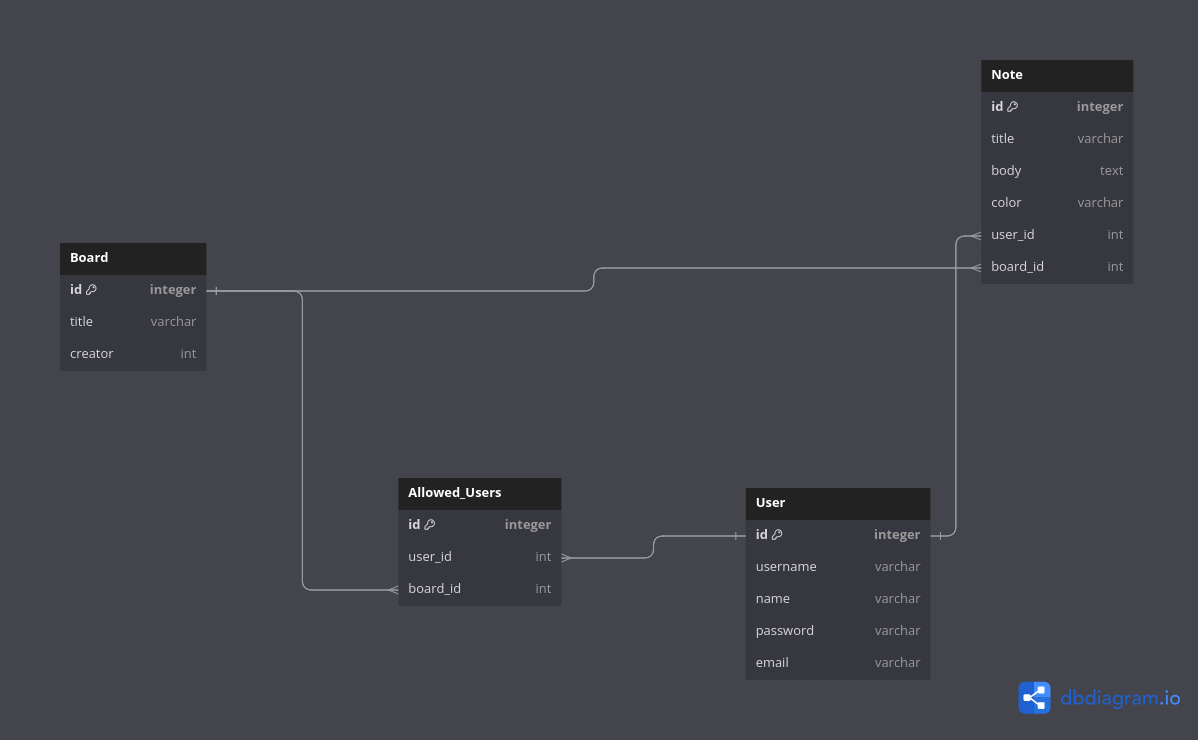 Note
id integer
title varchar
body text
color varchar
user_id int
board_id int
Board
id integer
title varchar
creator int
Allowed_Users
id integer
user_id int
board_id int
User
id integer
username varchar
name varchar
password varchar
email varchar
dbdiagram.io